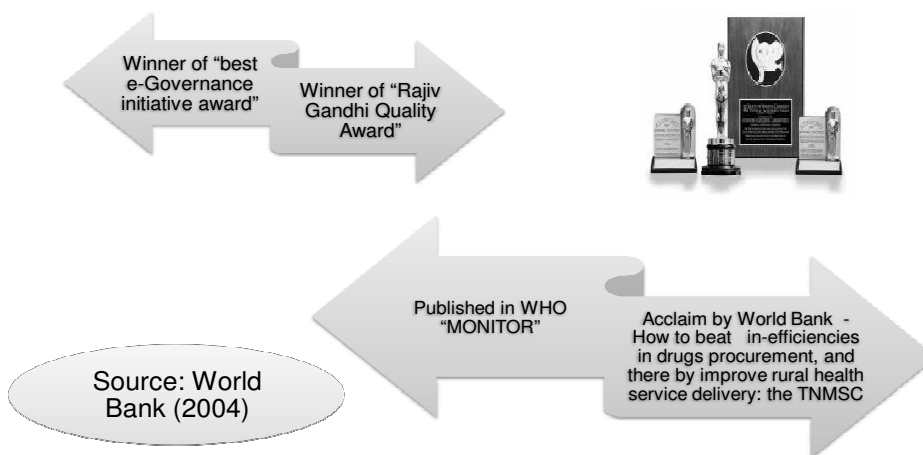 Winner of “best
e-Governance
initiative award”
Winner of “Rajiv
Gandhi Quality
Award”
Published in WHO
“MONITOR”
Acclaim by World Bank -
How to beat in-efficiencies
in drugs procurement, and
there by improve rural health
service delivery: the TNMSC
Source: World
Bank (2004)